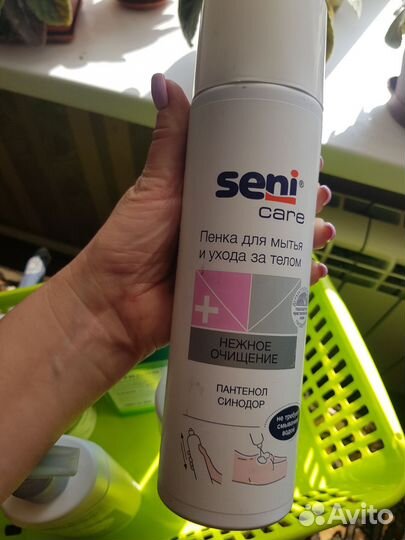 seni®
care
Пенка для мытья
и ухода за телом
НЕЖНОЕ
ОЧИЩЕНИЕ
ПАНТЕНОЛ
СИНОДОР
не требует
смывания
водой
Avito